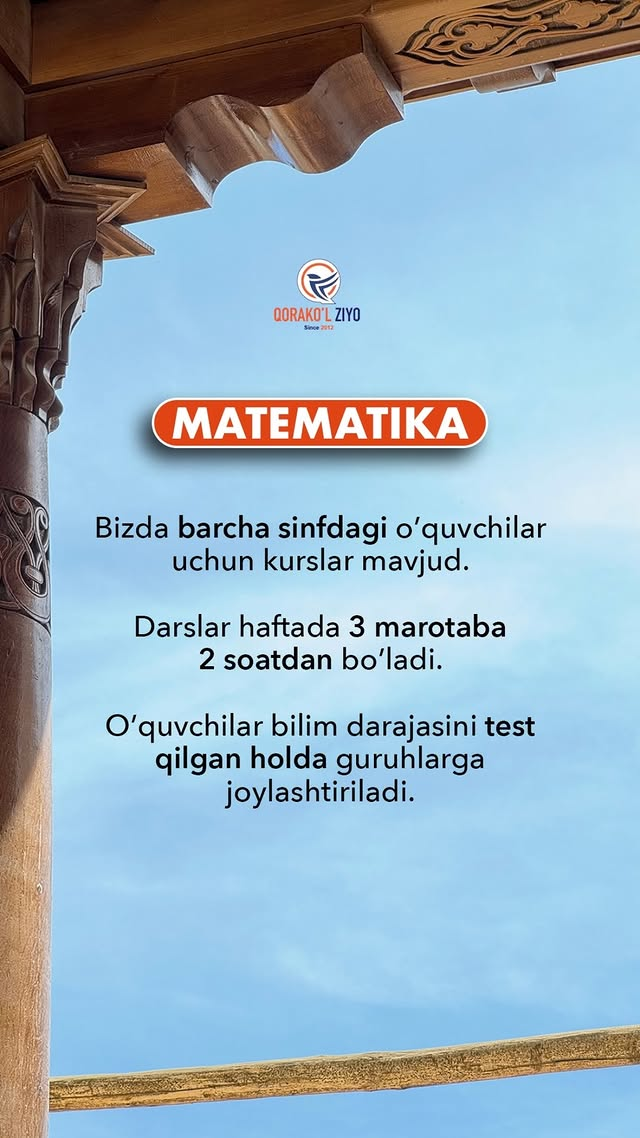 QORAKO'L ZIYO
Since 2012
MATEMATIKA
Bizda barcha sinfdagi o'quvchilar
uchun kurslar mavjud.
Darslar haftada 3 marotaba
2 soatdan bo'ladi.
O'quvchilar bilim darajasini test
qilgan holda guruhlarga
joylashtiriladi.